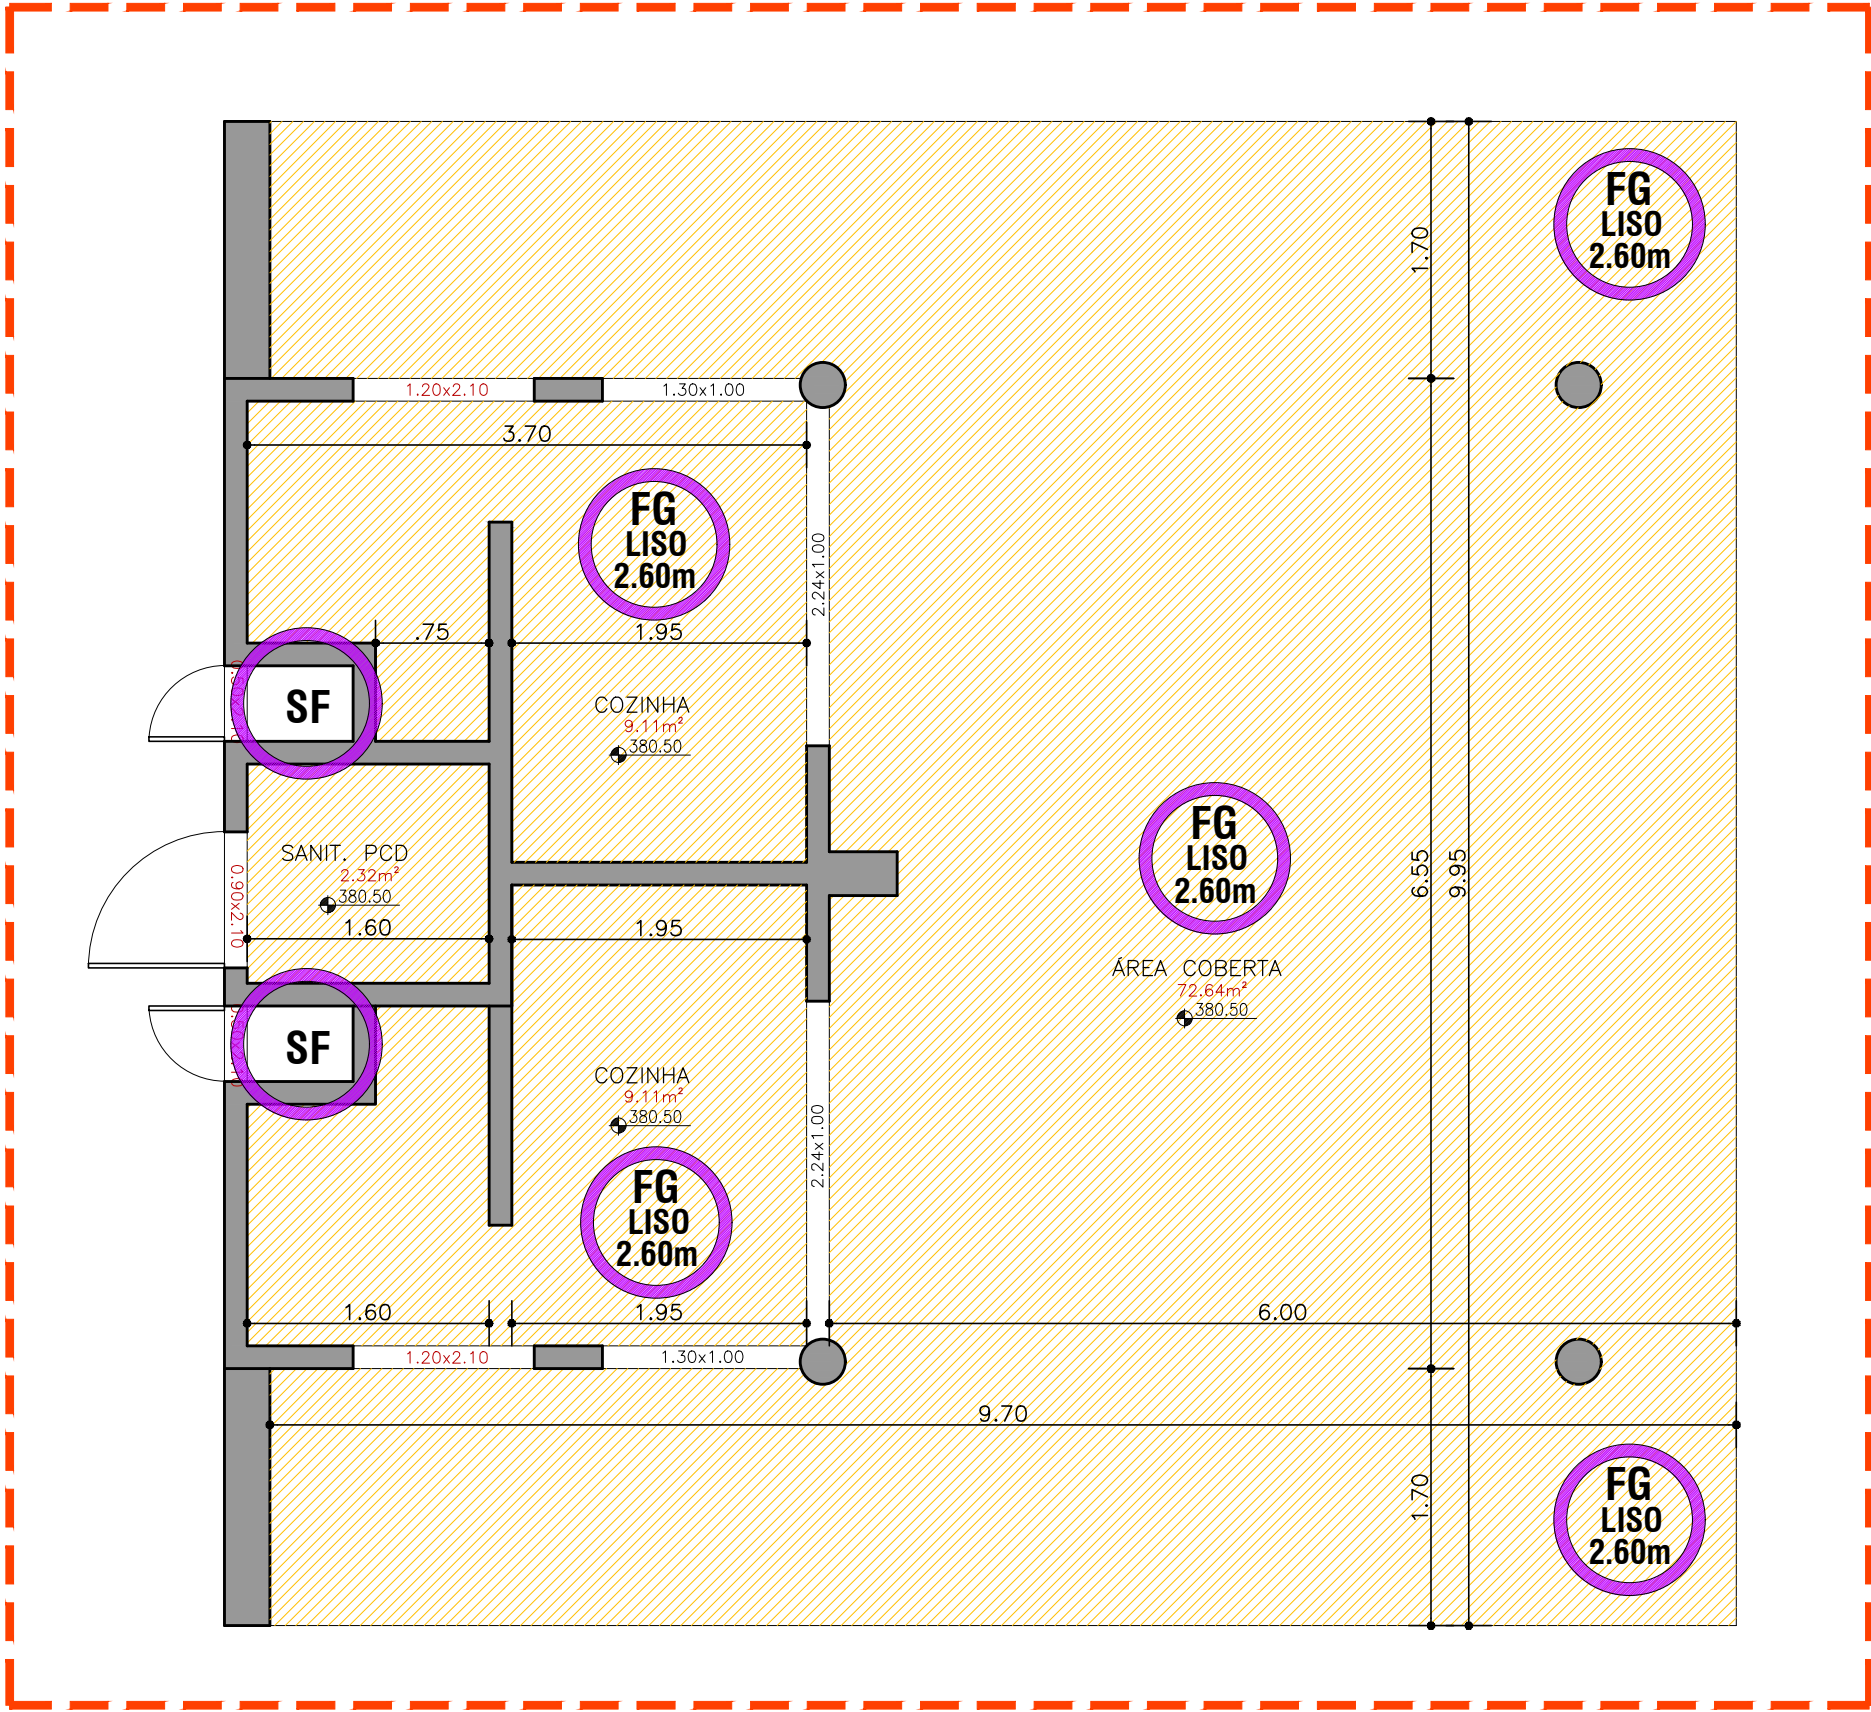 FG
LISO
2.60m
1.70
1.20x2.10
1.30x1.00
3.70
FG
LISO
2.60m
2.24x1.00
.75
1.95
SF
COZINHA
9.11m²
380.50
FG
LISO
2.60m
6.55
9.95
SANIT. PCD
2.32m²
380.50
0.90x2.10
1.60
1.95
ÁREA COBERTA
72.64m²
380.50
SF
COZINHA
9.11m²
380.50
2.24x1.00
FG
LISO
2.60m
1.60
1.95
6.00
1.20x2.10
1.30x1.00
9.70
1.70
FG
LISO
2.60m